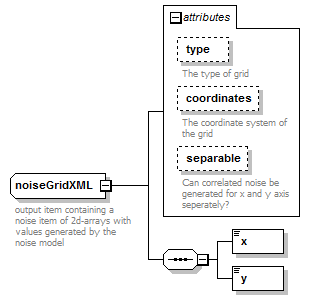 attributes
type
The type of grid
coordinates
The coordinate system of
the grid
separable
Can correlated noise be
generated for x and y axis
seperately?
noiseGridXML
output item containing a
noise item of 2d-arrays with
values generated by the
noise model
x
y